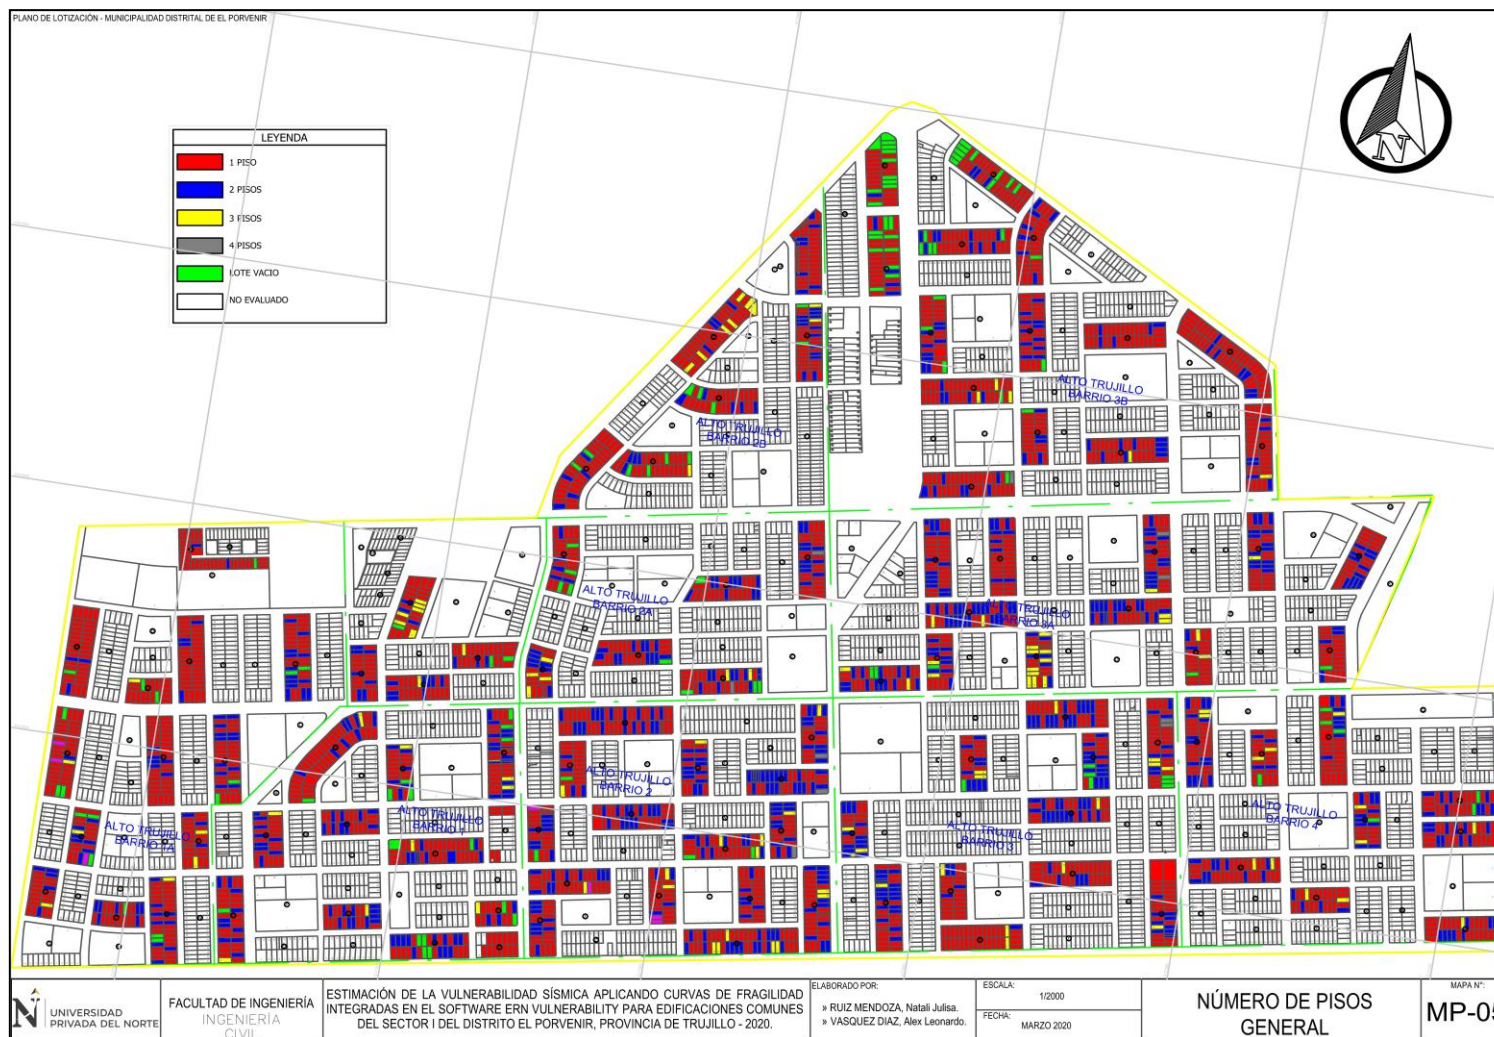 PLANO DE LOTIZACIÓN - MUNICIPALIDAD DISTRITAL DE EL PORVENIR
LEYENDA
1 PISO
2 PISOS
3 PISOS
4 PISOS
LOTE VACIO
NO EVALUADO
N
ALTO TRUJILLO
BARRIO 3B
ALTO TRUJILLO
BARRIO 2B
ALTO TRUJILLO
BARRIO 2A
ALTO TRUJILLO
BARRIO 3A
ALTO TRUJILLO
BARRIO 2
ALTO TRUJILLO
BARRIO 1
ALTO TRUJILLO
BARRIO 1A
ALTO TRUJILLO
BARRIO 3
ALTO TRUJILLO
BARRIO 4
N
UNIVERSIDAD
PRIVADA DEL NORTE
FACULTAD DE INGENIERÍA
INGENIERÍA
CIVIL
ESTIMACIÓN DE LA VULNERABILIDAD SÍSMICA APLICANDO CURVAS DE FRAGILIDAD
INTEGRADAS EN EL SOFTWARE ERN VULNERABILITY PARA EDIFICACIONES COMUNES
DEL SECTOR I DEL DISTRITO EL PORVENIR, PROVINCIA DE TRUJILLO - 2020.
ELABORADO POR:
» RUIZ MENDOZA, Natali Julisa.
» VASQUEZ DIAZ, Alex Leonardo.
ESCALA:
1/2000
FECHA:
MARZO 2020
NÚMERO DE PISOS
GENERAL
MAPA N°:
MP-05